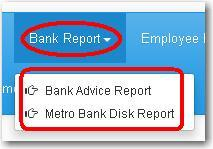 Bank Report
Employee
Bank Advice Report
Metro Bank Disk Report